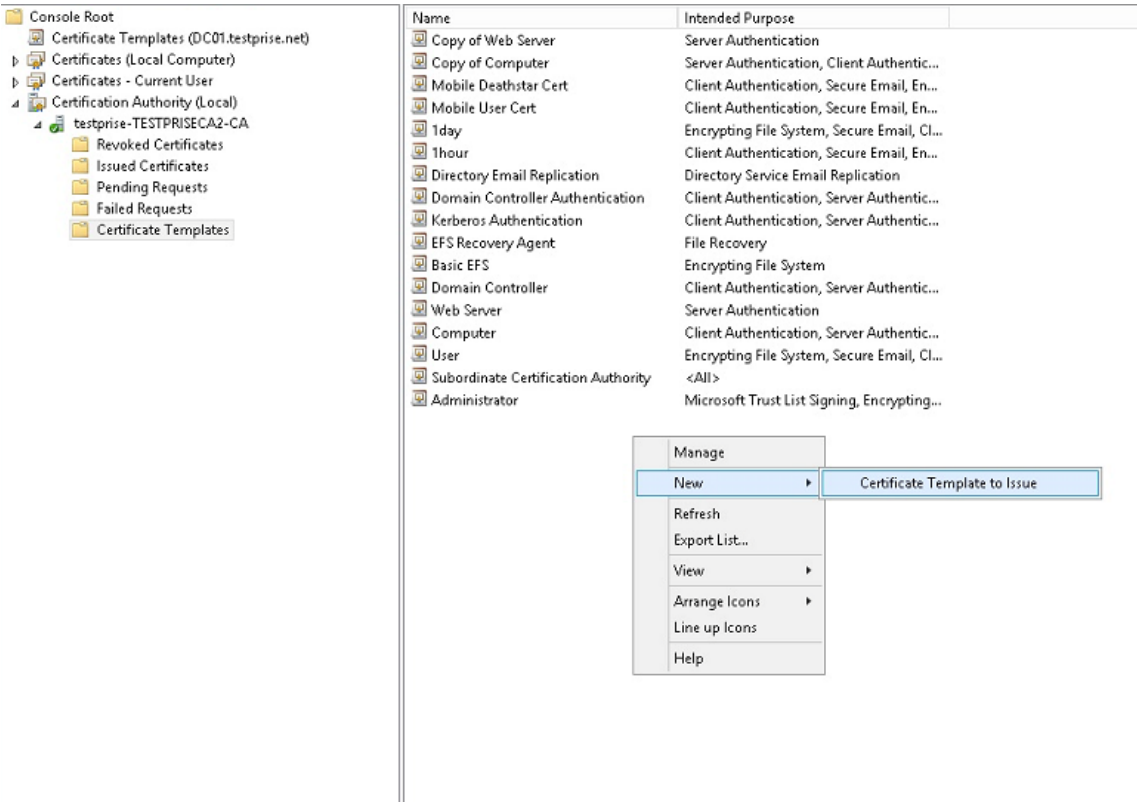 Console Root
Certificate Templates (DC01.testprise.net)
Certificates (Local Computer)
Certificates - Current User
Certification Authority (Local)
testprise-TESTPRISECA2-CA
Revoked Certificates
Issued Certificates
Pending Requests
Failed Requests
Certificate Templates
Name Intended Purpose
Copy of Web Server Server Authentication
Copy of Computer Server Authentication, Client Authentic...
Mobile Deathstar Cert Client Authentication, Secure Email, En...
Mobile User Cert Client Authentication, Secure Email, En...
1day Encrypting File System, Secure Email, Cl...
1hour Client Authentication, Secure Email, En...
Directory Email Replication Directory Service Email Replication
Domain Controller Authentication Client Authentication, Server Authentic...
Kerberos Authentication Client Authentication, Server Authentic...
EFS Recovery Agent File Recovery
Basic EFS Encrypting File System
Domain Controller Client Authentication, Server Authentic...
Web Server Server Authentication
Computer Client Authentication, Server Authentic...
User Encrypting File System, Secure Email, Cl...
Subordinate Certification Authority <All>
Administrator Microsoft Trust List Signing, Encrypting...
Manage
New Certificate Template to Issue
Refresh
Export List...
View
Arrange Icons
Line up Icons
Help